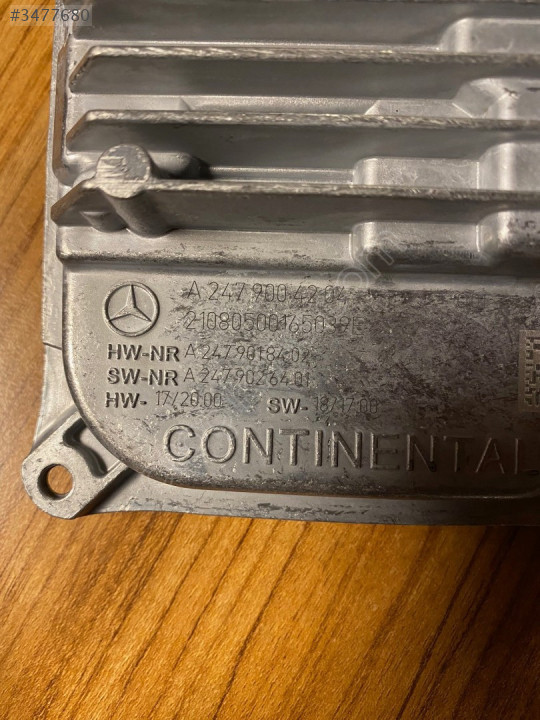 #3477680
A 247 900 42 04
HW-NR A 247 901 84 02
SW-NR A 247 902 64 01
HW- 17/20.00 SW- 18/17.00
CONTINENTAL